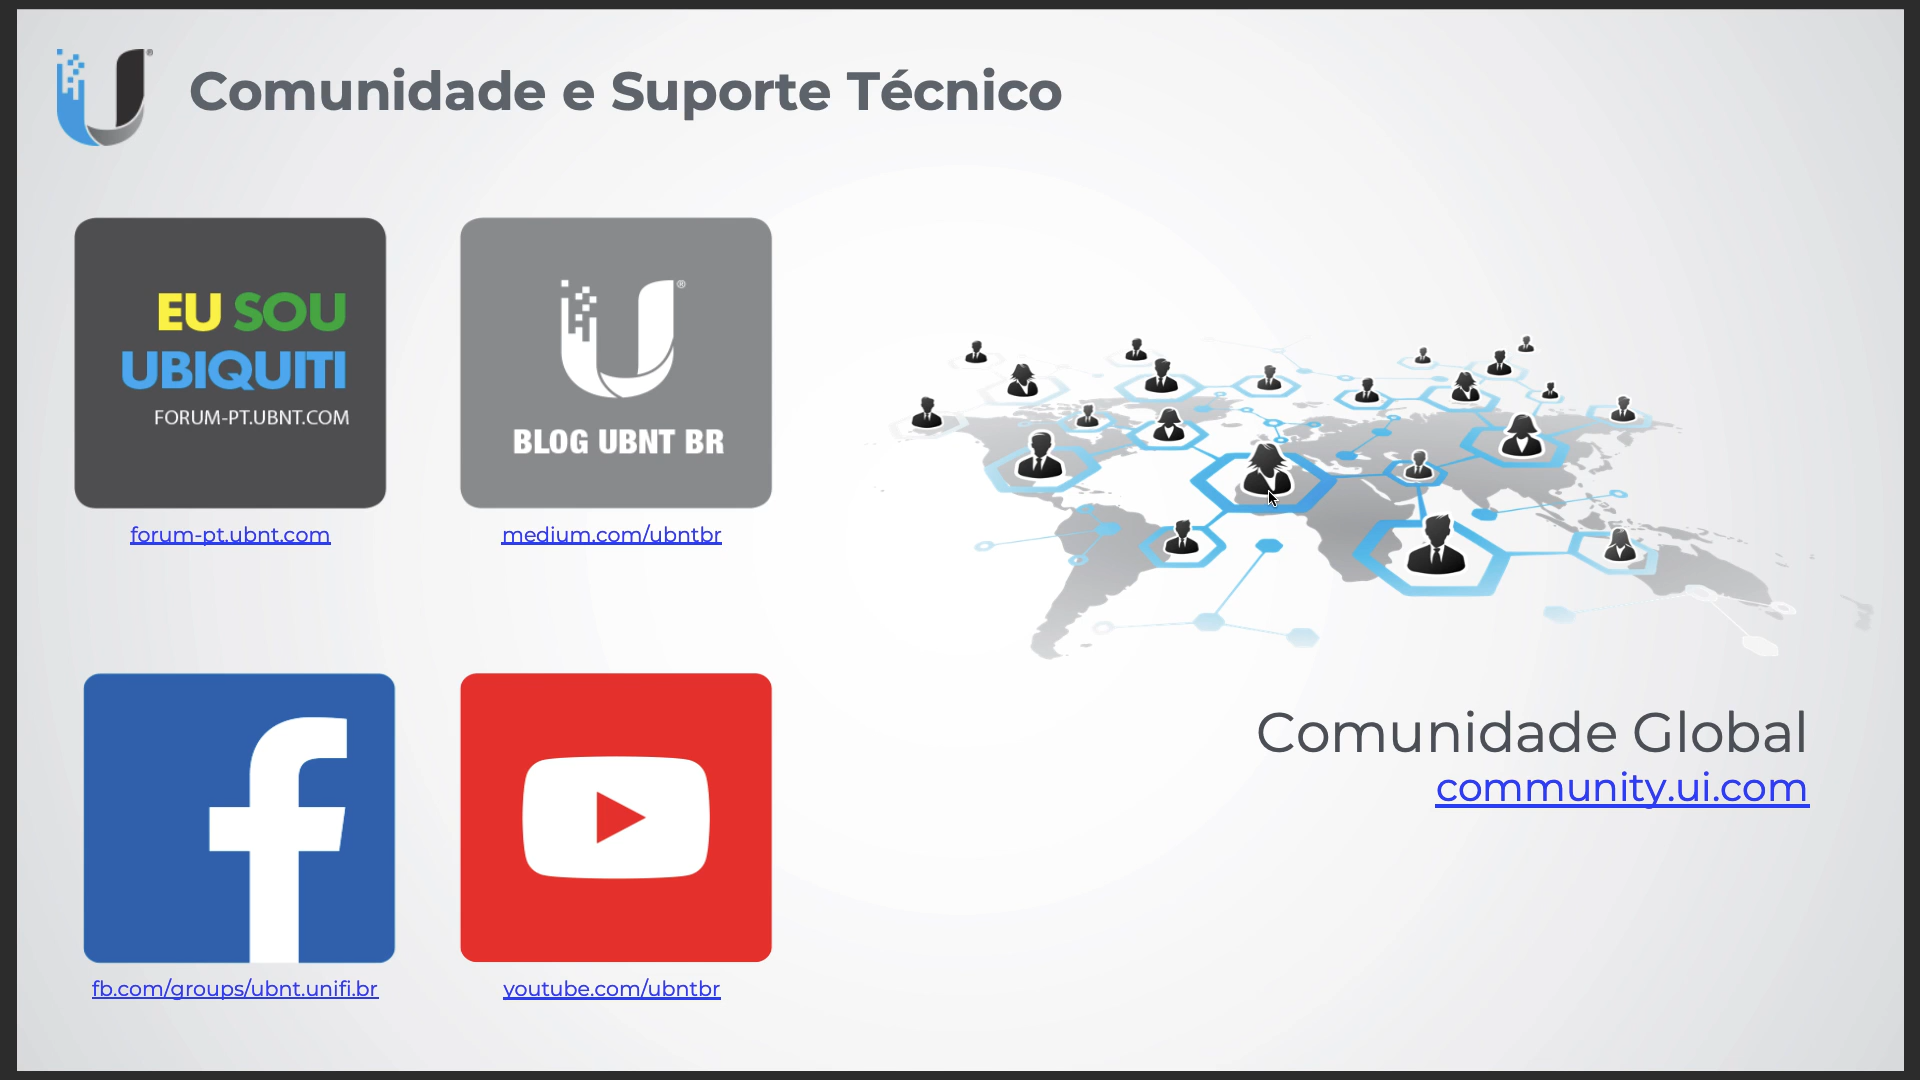 Comunidade e Suporte Técnico
EU SOU
UBIQUITI
FORUM-PT.UBNT.COM
forum-pt.ubnt.com
BLOG UBNT BR
medium.com/ubntbr
fb.com/groups/ubnt.unifi.br
youtube.com/ubntbr
Comunidade Global
community.ui.com